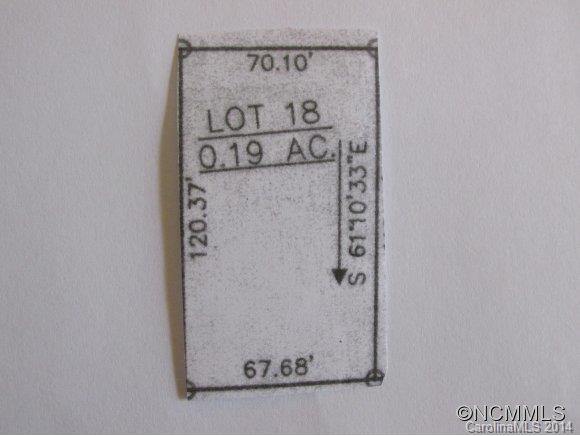 70.10'
LOT 18
0.19 AC.
120.37'
S 61°10'33"E
67.68'
©NCMMLS
CarolinaMLS 2014